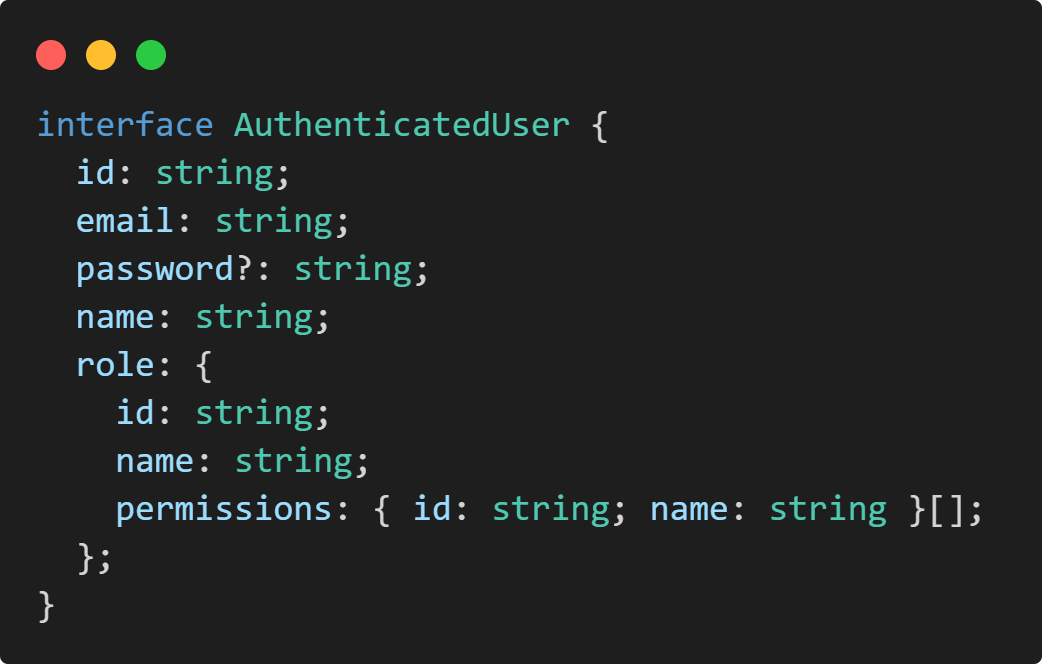 interface AuthenticatedUser {
  id: string;
  email: string;
  password?: string;
  name: string;
  role: {
    id: string;
    name: string;
    permissions: { id: string; name: string }[];
  };
}